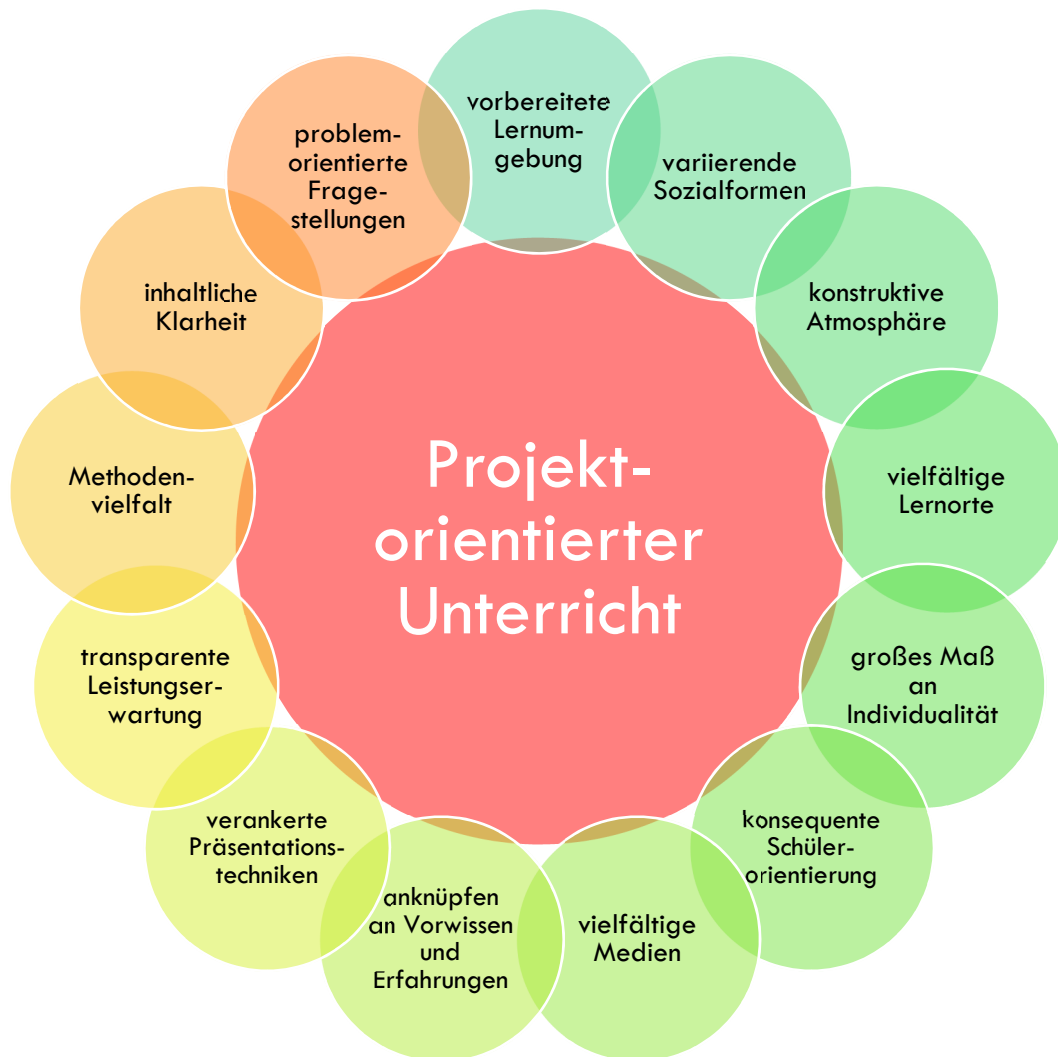 vorbereitete
Lernum-
gebung
variierende
Sozialformen
konstruktive
Atmosphäre
vielfältige
Lernorte
großes Maß
an
Individualität
konsequente
Schüler-
orientierung
vielfältige
Medien
anknüpfen
an Vorwissen
und
Erfahrungen
verankerte
Präsentations-
techniken
transparente
Leistungser-
wartung
Methoden-
vielfalt
inhaltliche
Klarheit
problem-
orientierte
Frage-
stellungen
Projekt-
orientierter
Unterricht